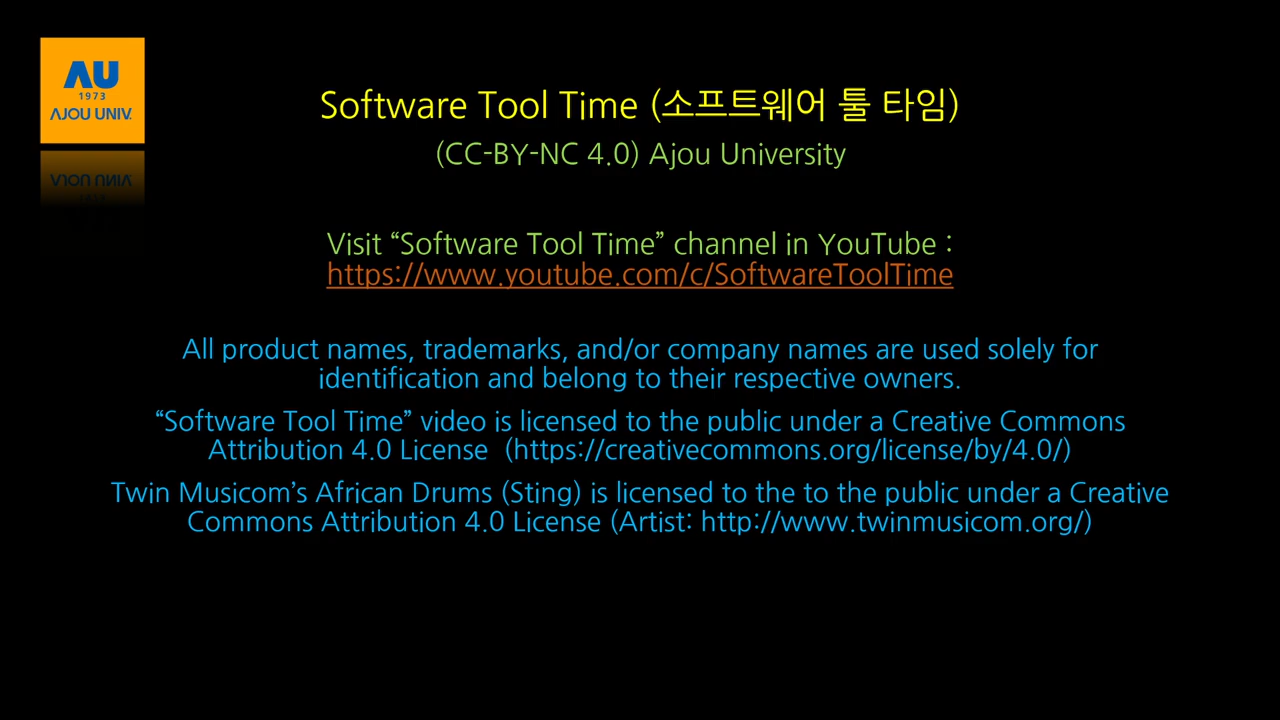 AU
1973
AJOU UNIV.
Software Tool Time (소프트웨어 툴 타임)
(CC-BY-NC 4.0) Ajou University
Visit “Software Tool Time” channel in YouTube :
https://www.youtube.com/c/SoftwareToolTime
All product names, trademarks, and/or company names are used solely for
identification and belong to their respective owners.
“Software Tool Time” video is licensed to the public under a Creative Commons
Attribution 4.0 License  (https://creativecommons.org/license/by/4.0/)
Twin Musicom’s African Drums (Sting) is licensed to the to the public under a Creative
Commons Attribution 4.0 License (Artist: http://www.twinmusicom.org/)